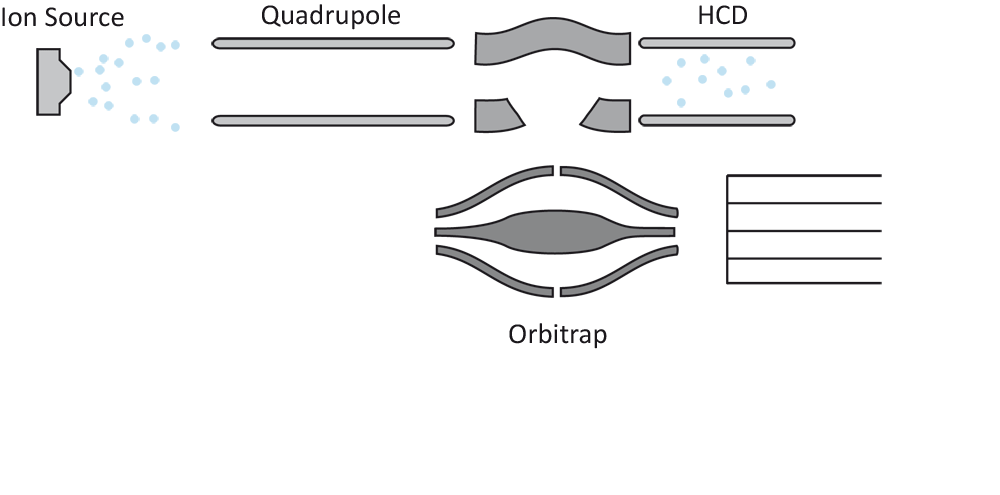 Ion Source
Quadrupole
HCD
Orbitrap